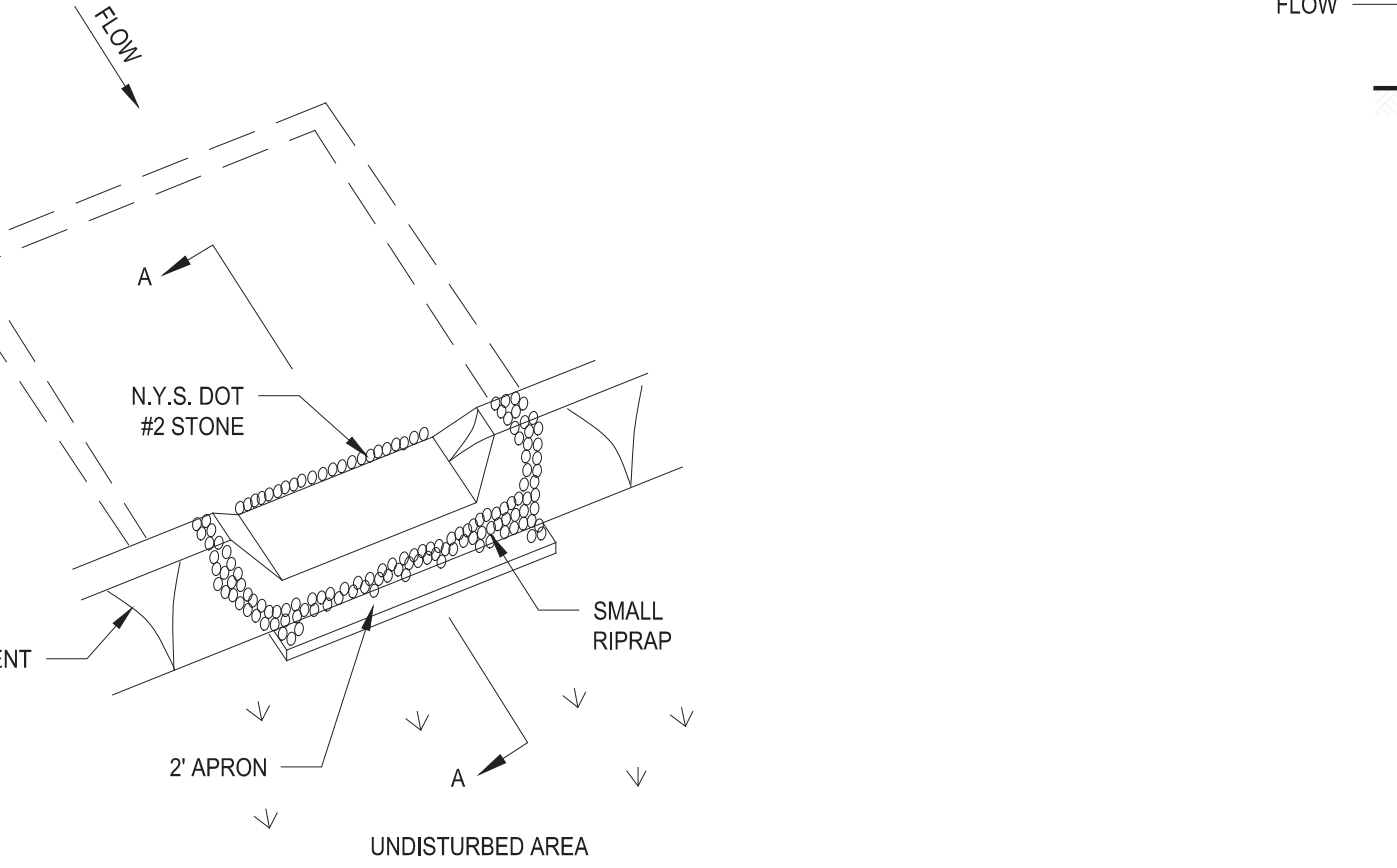 FLOW
FLOW
A
N.Y.S. DOT
#2 STONE
SMALL
RIPRAP
2' APRON
A
UNDISTURBED AREA